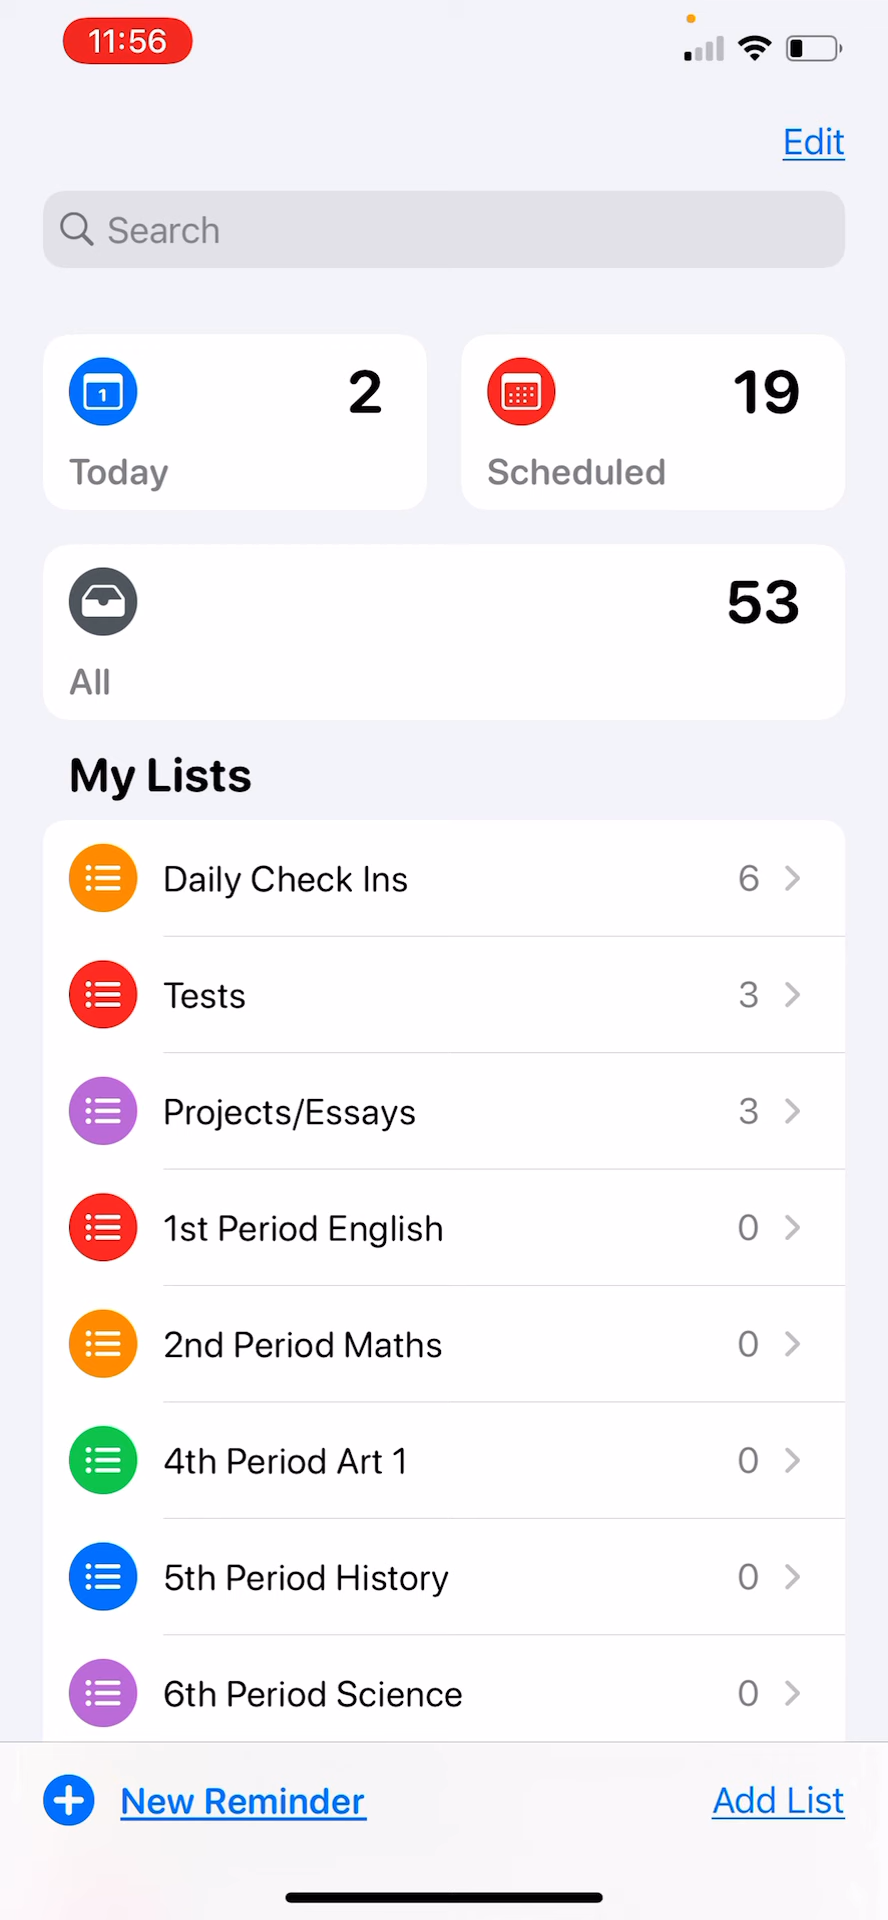 11:56
Edit
Search
1
2
Today
19
Scheduled
53
All
My Lists
Daily Check Ins 6
Tests 3
Projects/Essays 3
1st Period English 0
2nd Period Maths 0
4th Period Art 1 0
5th Period History 0
6th Period Science 0
New Reminder Add List